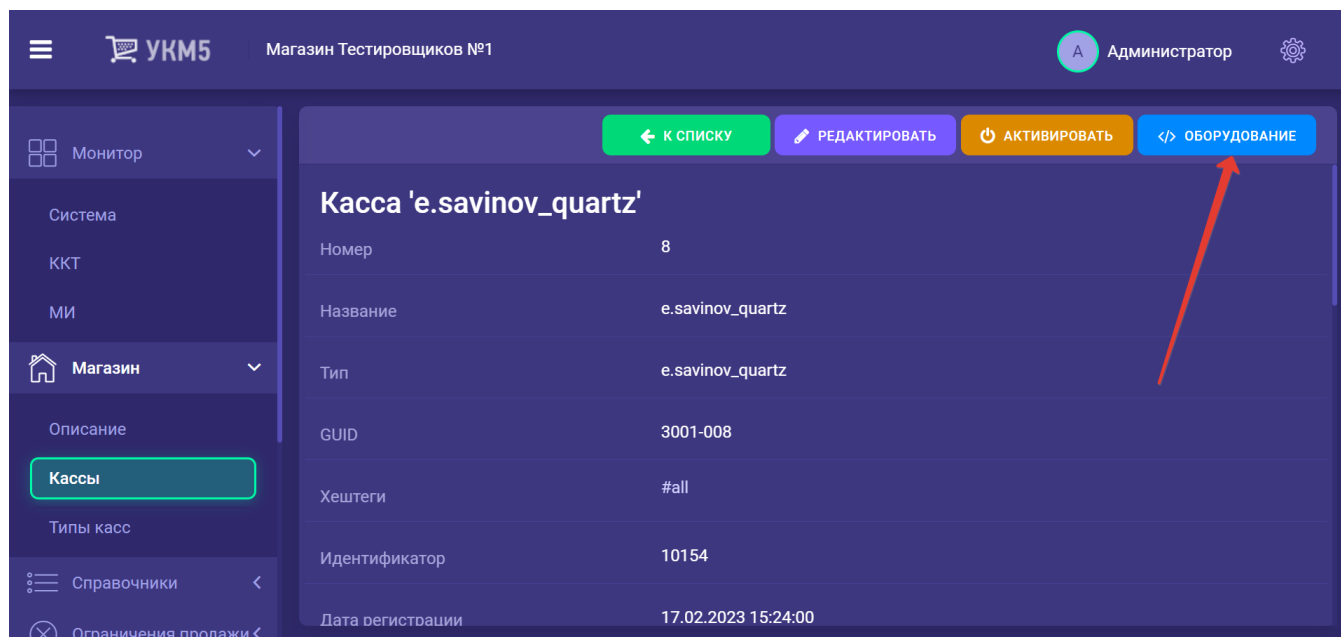 УКМ5
Магазин Тестировщиков №1
А
Администратор
Монитор
Система
ККТ
МИ
Магазин
Описание
Кассы
Типы касс
Справочники
Ограничения продажи
К СПИСКУ
РЕДАКТИРОВАТЬ
АКТИВИРОВАТЬ
</> ОБОРУДОВАНИЕ
Касса 'e.savinov_quartz'
Номер 8
Название e.savinov_quartz
Тип e.savinov_quartz
GUID 3001-008
Хештеги #all
Идентификатор 10154
Дата регистрации 17.02.2023 15:24:00